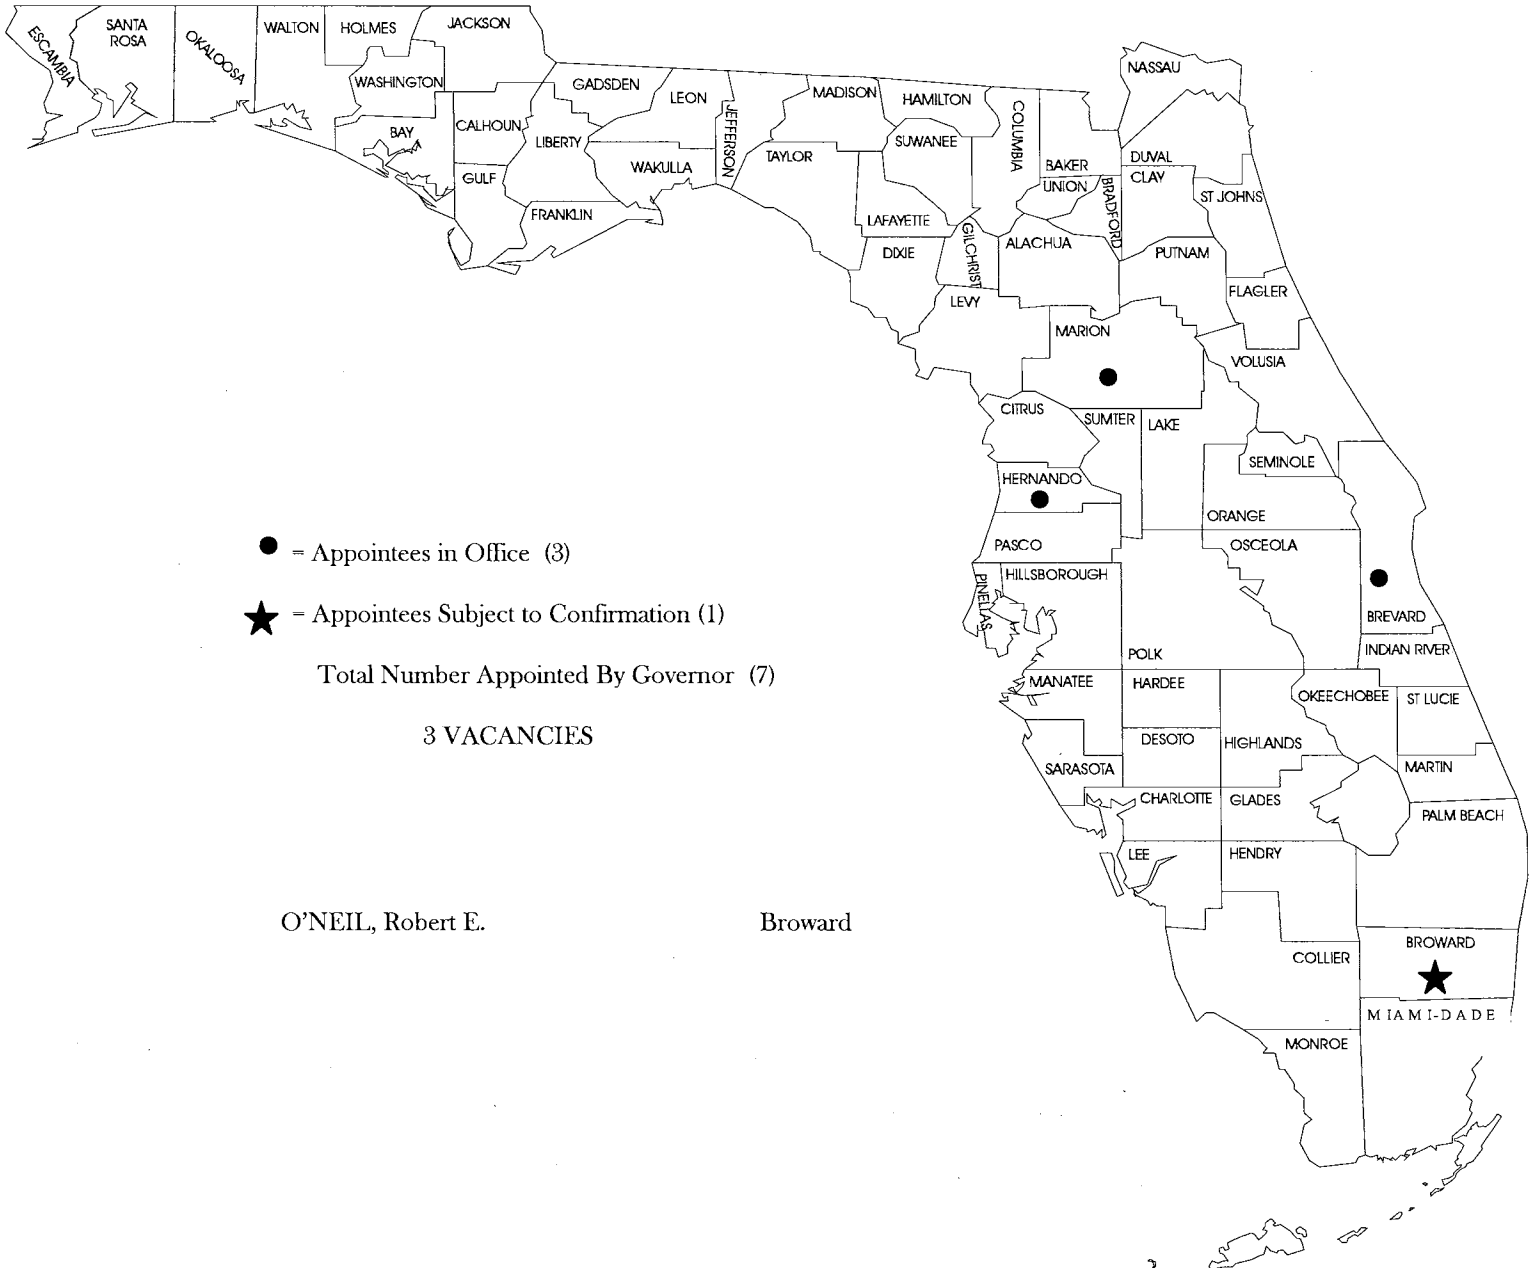 ESCAMBIA
SANTA
ROSA
OKALOOSA
WALTON
HOLMES
JACKSON
WASHINGTON
BAY
CALHOUN
GULF
LIBERTY
GADSDEN
FRANKLIN
LEON
WAKULLA
JEFFERSON
TAYLOR
MADISON
HAMILTON
SUWANEE
LAFAYETTE
DIXIE
COLUMBIA
GILCHRIST
LEVY
BAKER
UNION
BRADFORD
ALACHUA
NASSAU
DUVAL
CLAY
ST JOHNS
PUTNAM
FLAGLER
MARION
VOLUSIA
CITRUS
SUMTER
LAKE
SEMINOLE
HERNANDO
ORANGE
PASCO
OSCEOLA
PINELLAS
HILLSBOROUGH
POLK
BREVARD
INDIAN RIVER
MANATEE
HARDEE
OKEECHOBEE
ST LUCIE
DESOTO
HIGHLANDS
SARASOTA
MARTIN
CHARLOTTE
GLADES
PALM BEACH
LEE
HENDRY
COLLIER
BROWARD
MIAMI-DADE
MONROE
= Appointees in Office (3)
= Appointees Subject to Confirmation (1)
Total Number Appointed By Governor (7)
3 VACANCIES
O'NEIL, Robert E. Broward